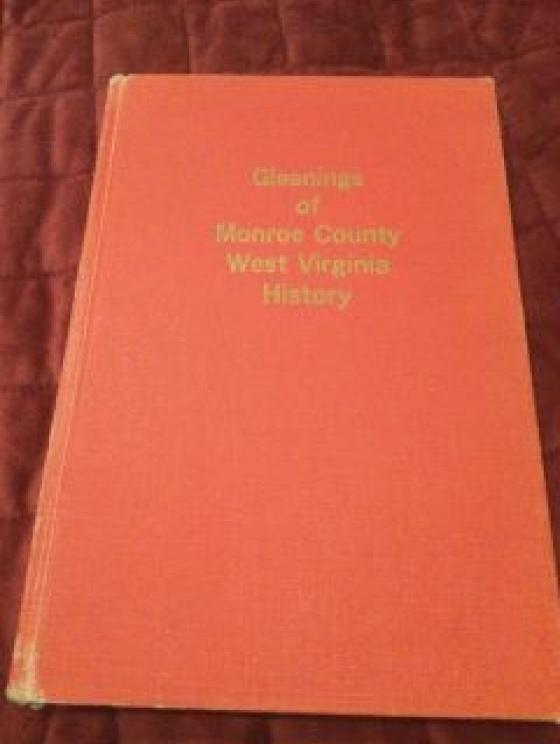 Gleanings
of
Monroe County
West Virginia
History